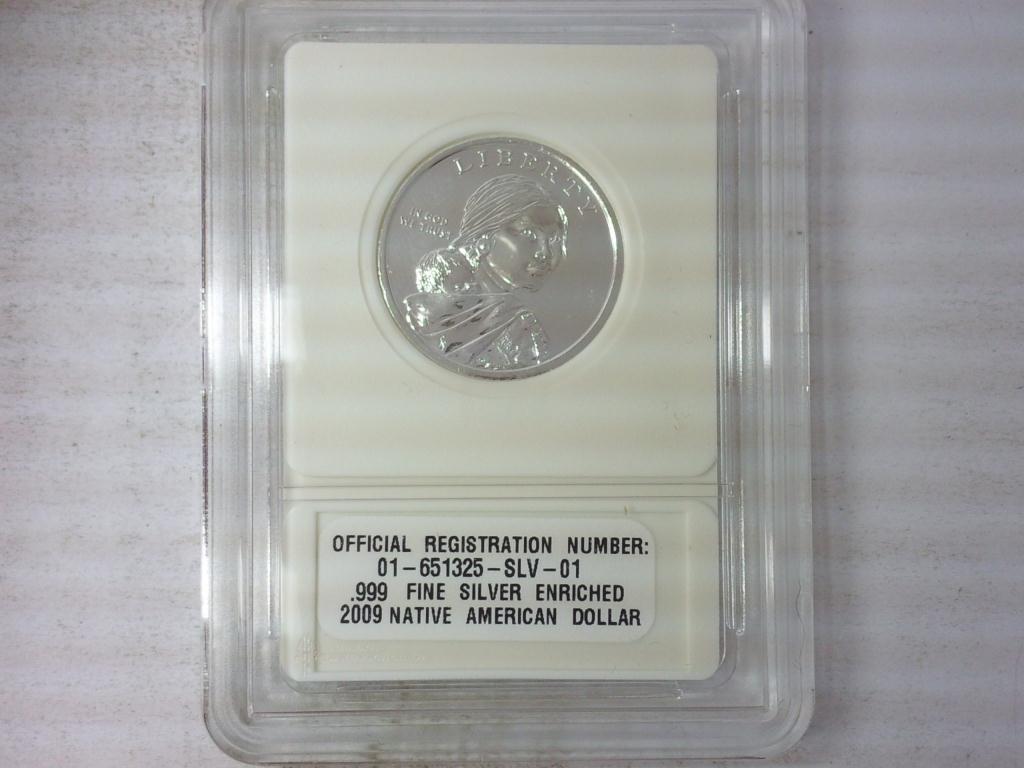 LIBERTY
IN GOD
WE TRUST
OFFICIAL REGISTRATION NUMBER:
01-651325-SLV-01
.999 FINE SILVER ENRICHED
2009 NATIVE AMERICAN DOLLAR